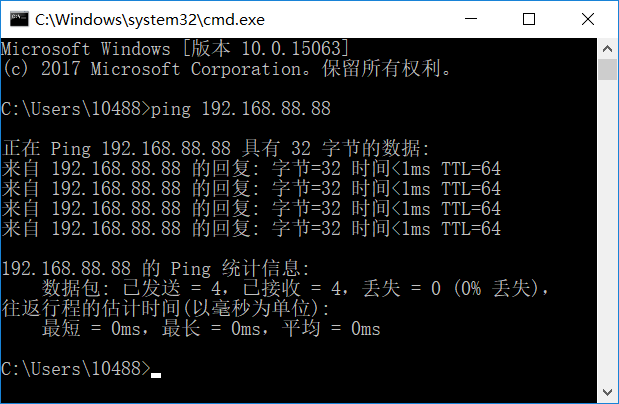 C:\Windows\system32\cmd.exe
Microsoft Windows [版本 10.0.15063]
(c) 2017 Microsoft Corporation。保留所有权利。
C:\Users\10488>ping 192.168.88.88
正在 Ping 192.168.88.88 具有 32 字节的数据:
来自 192.168.88.88 的回复: 字节=32 时间<1ms TTL=64
来自 192.168.88.88 的回复: 字节=32 时间<1ms TTL=64
来自 192.168.88.88 的回复: 字节=32 时间<1ms TTL=64
来自 192.168.88.88 的回复: 字节=32 时间<1ms TTL=64
192.168.88.88 的 Ping 统计信息:
    数据包: 已发送 = 4，已接收 = 4，丢失 = 0 (0% 丢失)，
往返行程的估计时间(以毫秒为单位):
    最短 = 0ms，最长 = 0ms，平均 = 0ms
C:\Users\10488>